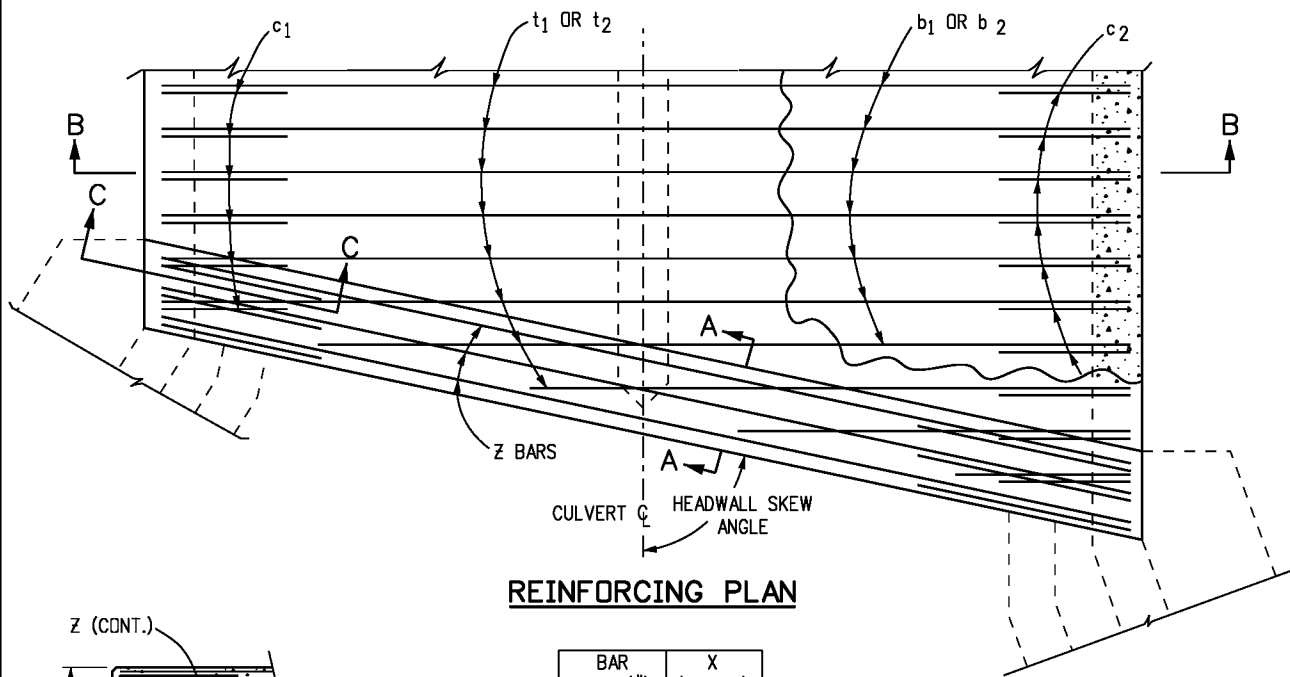 c1
t1 OR t2
b1 OR b2
c2
B
B
C
C
A
Z BARS
A
CULVERT ℄
HEADWALL SKEW
ANGLE
REINFORCING PLAN
Z (CONT.)
BAR
X